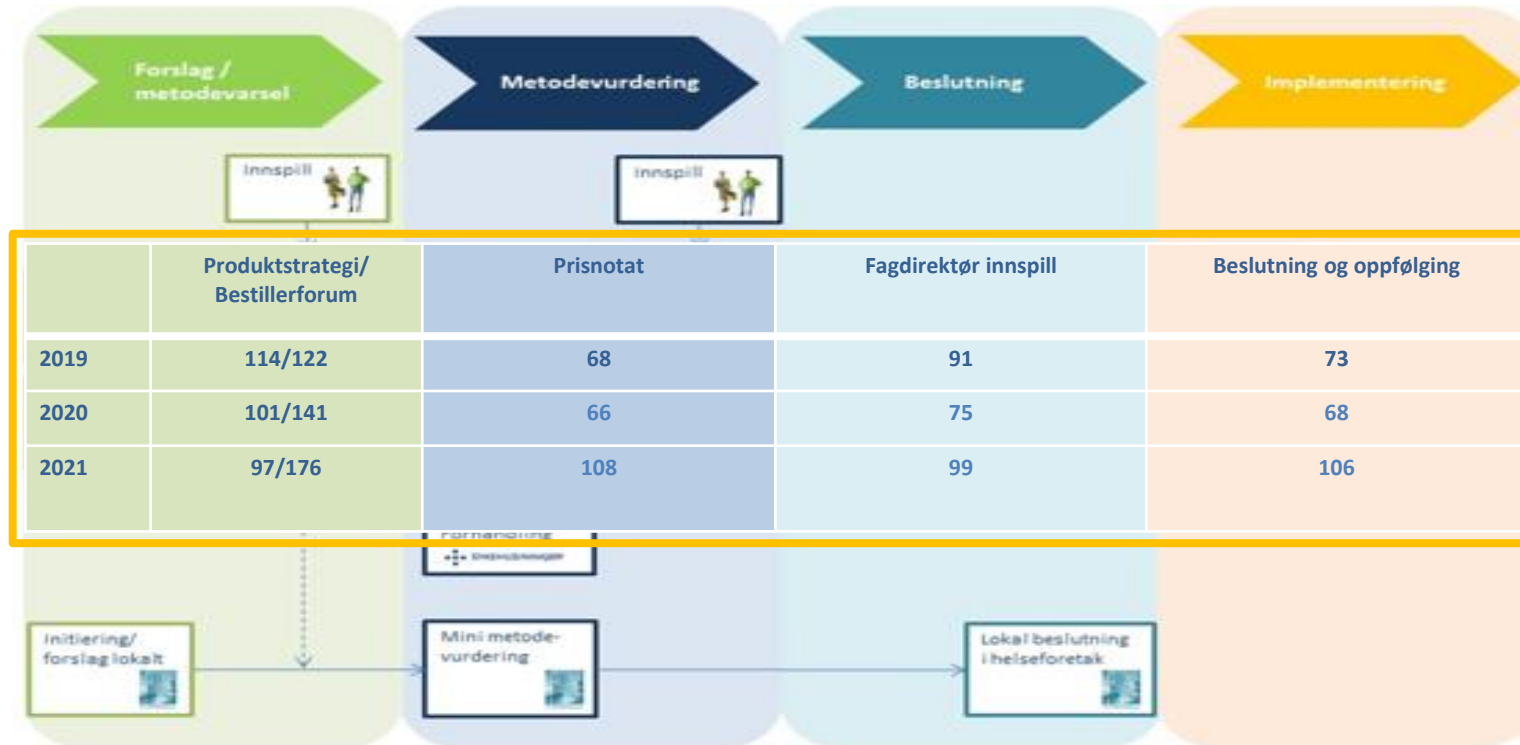 Forslag /
metodevarsel
Metodevurdering
Beslutning
Implementering
Innspill
Innspill
Produktstrategi/
Bestillerforum
Prisnotat
Fagdirektør innspill
Beslutning og oppfølging
2019 114/122 68 91 73
2020 101/141 66 75 68
2021 97/176 108 99 106
Forhandling
Initiering/
forslag lokalt
Mini metode-
vurdering
Lokal beslutning
i helseforetak